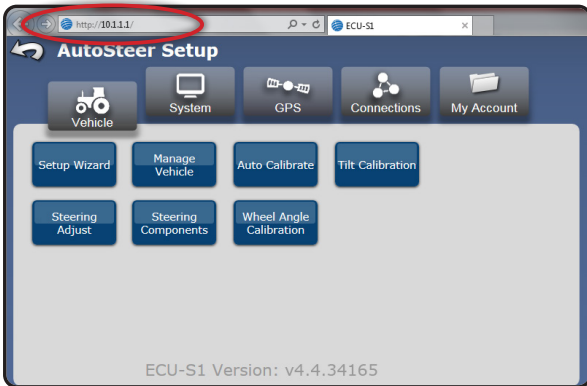 http://10.1.1.1/
ECU-S1
AutoSteer Setup
Vehicle
System
GPS
Connections
My Account
Setup Wizard
Manage
Vehicle
Auto Calibrate
Tilt Calibration
Steering
Adjust
Steering
Components
Wheel Angle
Calibration
ECU-S1 Version: v4.4.34165